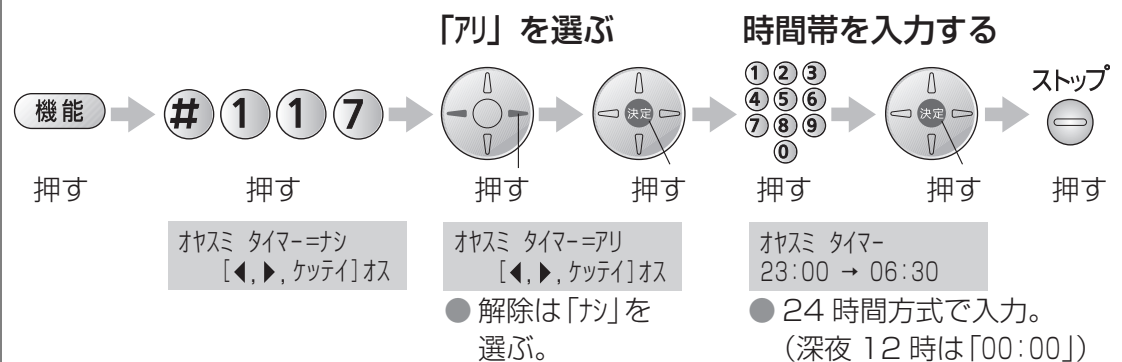 「アリ」を選ぶ
時間帯を入力する
機能
# 1 1 7
決定
1 2 3
4 5 6
7 8 9
0
決定
ストップ
押す
押す
押す
押す
押す
押す
押す
オヤスミ タイマー=ナシ
[◀,▶,ケッテイ]オス
オヤスミ タイマー=アリ
[◀,▶,ケッテイ]オス
オヤスミ タイマー
23:00 → 06:30
● 解除は「ナシ」を
選ぶ。
● 24 時間方式で入力。
(深夜 12 時は「00:00」)